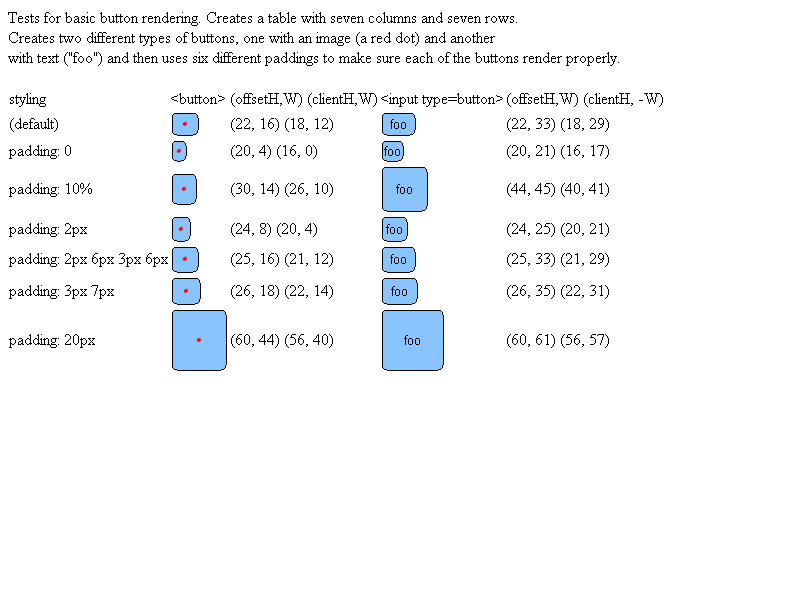 Tests for basic button rendering. Creates a table with seven columns and seven rows.
Creates two different types of buttons, one with an image (a red dot) and another
with text ("foo") and then uses six different paddings to make sure each of the buttons render properly.
styling <button> (offsetH,W) (clientH,W) <input type=button> (offsetH,W) (clientH, -W)
(default) (22, 16) (18, 12) foo (22, 33) (18, 29)
padding: 0 (20, 4) (16, 0) foo (20, 21) (16, 17)
padding: 10% (30, 14) (26, 10) foo (44, 45) (40, 41)
padding: 2px (24, 8) (20, 4) foo (24, 25) (20, 21)
padding: 2px 6px 3px 6px (25, 16) (21, 12) foo (25, 33) (21, 29)
padding: 3px 7px (26, 18) (22, 14) foo (26, 35) (22, 31)
padding: 20px (60, 44) (56, 40) foo (60, 61) (56, 57)